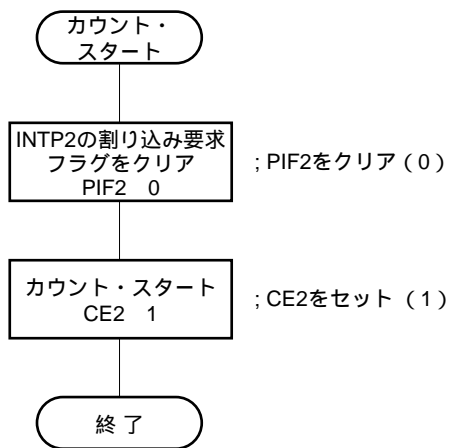 カウント・
スタート
INTP2の割り込み要求
フラグをクリア
PIF2 0
; PIF2をクリア(0)
カウント・スタート
CE2 1
; CE2をセット(1)
終 了